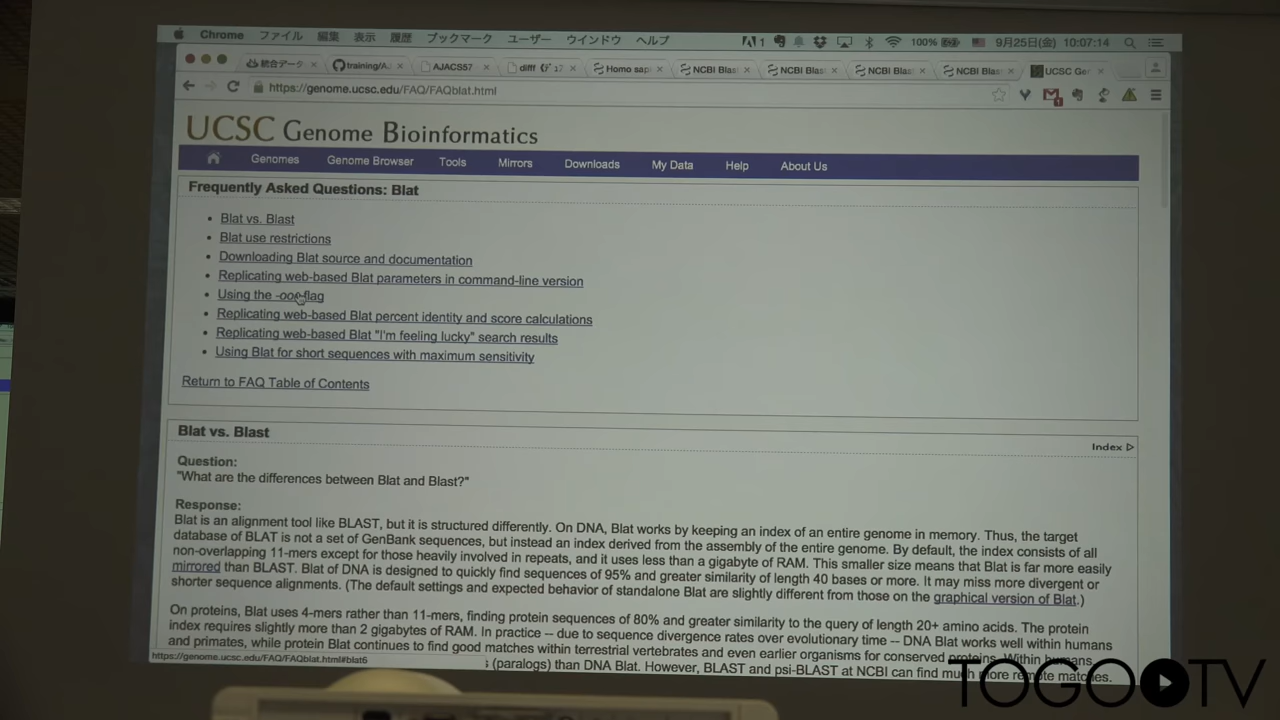 Chrome ファイル 編集 表示 履歴 ブックマーク ユーザー ウインドウ ヘルプ 1 100% 9月25日(金) 10:07:14
統合データ training/A. AJACS57 difff Homo sapi NCBI Blas NCBI Blas NCBI Blas NCBI Blas UCSC Ger
https://genome.ucsc.edu/FAQ/FAQblat.html
UCSC Genome Bioinformatics
Genomes Genome Browser Tools Mirrors Downloads My Data Help About Us
Frequently Asked Questions: Blat
• Blat vs. Blast
• Blat use restrictions
• Downloading Blat source and documentation
• Replicating web-based Blat parameters in command-line version
• Using the -ooc flag
• Replicating web-based Blat percent identity and score calculations
• Replicating web-based Blat "I'm feeling lucky" search results
• Using Blat for short sequences with maximum sensitivity
Return to FAQ Table of Contents
Blat vs. Blast
Index
Question:
"What are the differences between Blat and Blast?"
Response:
Blat is an alignment tool like BLAST, but it is structured differently. On DNA, Blat works by keeping an index of an entire genome in memory. Thus, the target
database of BLAT is not a set of GenBank sequences, but instead an index derived from the assembly of the entire genome. By default, the index consists of all
non-overlapping 11-mers except for those heavily involved in repeats, and it uses less than a gigabyte of RAM. This smaller size means that Blat is far more easily
mirrored than BLAST. Blat of DNA is designed to quickly find sequences of 95% and greater similarity of length 40 bases or more. It may miss more divergent or
shorter sequence alignments. (The default settings and expected behavior of standalone Blat are slightly different from those on the graphical version of Blat.)
On proteins, Blat uses 4-mers rather than 11-mers, finding protein sequences of 80% and greater similarity to the query of length 20+ amino acids. The protein
index requires slightly more than 2 gigabytes of RAM. In practice -- due to sequence divergence rates over evolutionary time -- DNA Blat works well within humans
and primates, while protein Blat continues to find good matches within terrestrial vertebrates and even earlier organisms for conserved proteins. Within humans,
https://genome.ucsc.edu/FAQ/FAQblat.html#blat6
(paralogs) than DNA Blat. However, BLAST and psi-BLAST at NCBI can find much more remote matches.
TOGO TV